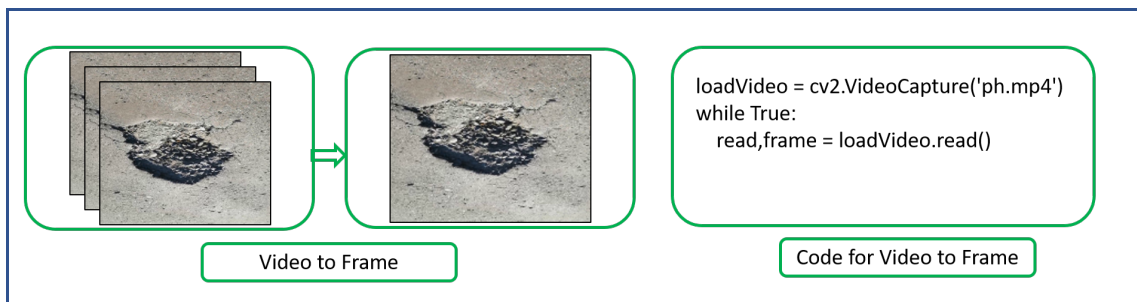 loadVideo = cv2.VideoCapture('ph.mp4')
while True:
read,frame = loadVideo.read()
Video to Frame
Code for Video to Frame